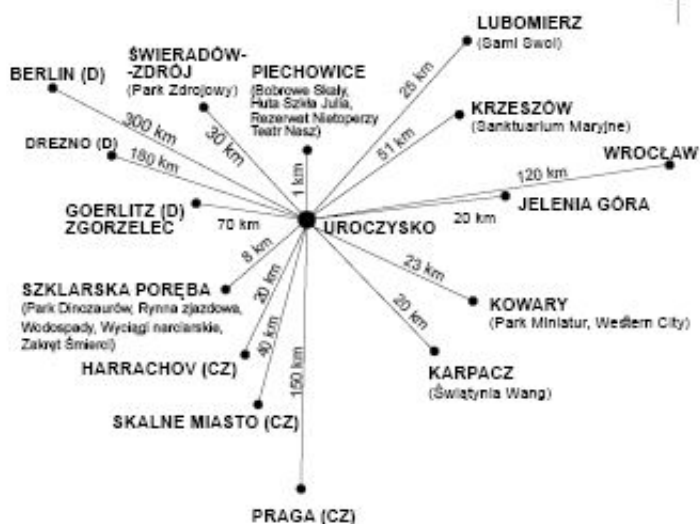 LUBOMIERZ
(Sami Swoi)
ŚWIERADÓW-
-ZDRÓJ
(Park Zdrojowy)
PIECHOWICE
(Bobrowe Skały,
Huta Szkła Julia,
Rezerwat Nietoperzy
Teatr Nasz)
BERLIN (D)
300 km
30 km
25 km
KRZESZÓW
(Sanktuarium Maryjne)
51 km
DREZNO (D)
180 km
1 km
WROCŁAW
120 km
JELENIA GÓRA
20 km
GOERLITZ (D)
ZGORZELEC
70 km
UROCZYSKO
8 km
23 km
SZKLARSKA PORĘBA
(Park Dinozaurów, Rynna zjazdowa,
Wodospady, Wyciągi narciarskie,
Zakręt Śmierci)
20 km
40 km
150 km
20 km
KOWARY
(Park Miniatur, Western City)
HARRACHOV (CZ)
KARPACZ
(Świątynia Wang)
SKALNE MIASTO (CZ)
PRAGA (CZ)